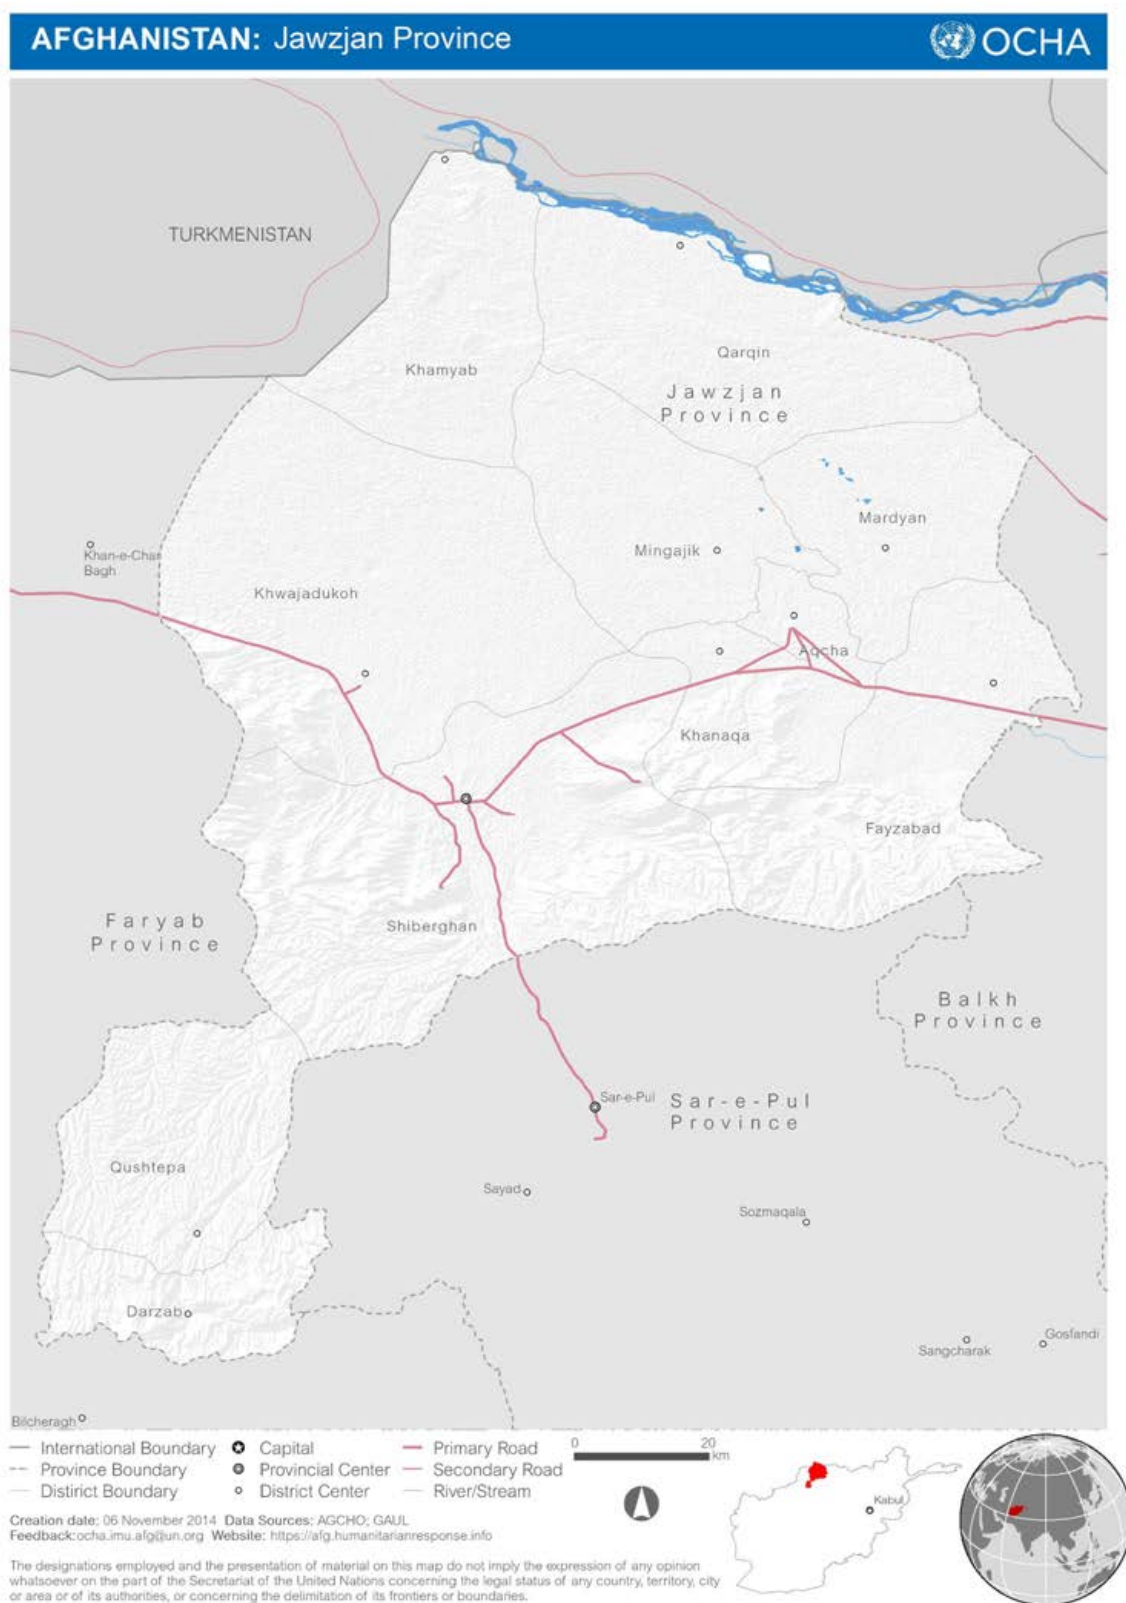 AFGHANISTAN: Jawzjan Province
OCHA
TURKMENISTAN
Khamyab
Qarqin
Jawzjan
Province
Mardyan
Khan-e-Char
Bagh
Mingajik
Khwajadukoh
Aqcha
Khanaqa
Fayzabad
Faryab
Province
Shiberghan
Balkh
Province
Sar-e-Pul
Sar-e-Pul
Province
Qushtepa
Sayad
Sozmaqala
Darzab
Gosfandi
Sangcharak
Bilcheragh
International Boundary
Capital
Primary Road
0 20
km
Province Boundary
Provincial Center
Secondary Road
Distirict Boundary
District Center
River/Stream
Kabul
Creation date: 06 November 2014 Data Sources: AGCHO; GAUL
Feedback:ocha.imu.afg@un.org Website: https://afg.humanitarianresponse.info
The designations employed and the presentation of material on this map do not imply the expression of any opinion
whatsoever on the part of the Secretariat of the United Nations concerning the legal status of any country, territory, city
or area or of its authorities, or concerning the delimitation of its frontiers or boundaries.